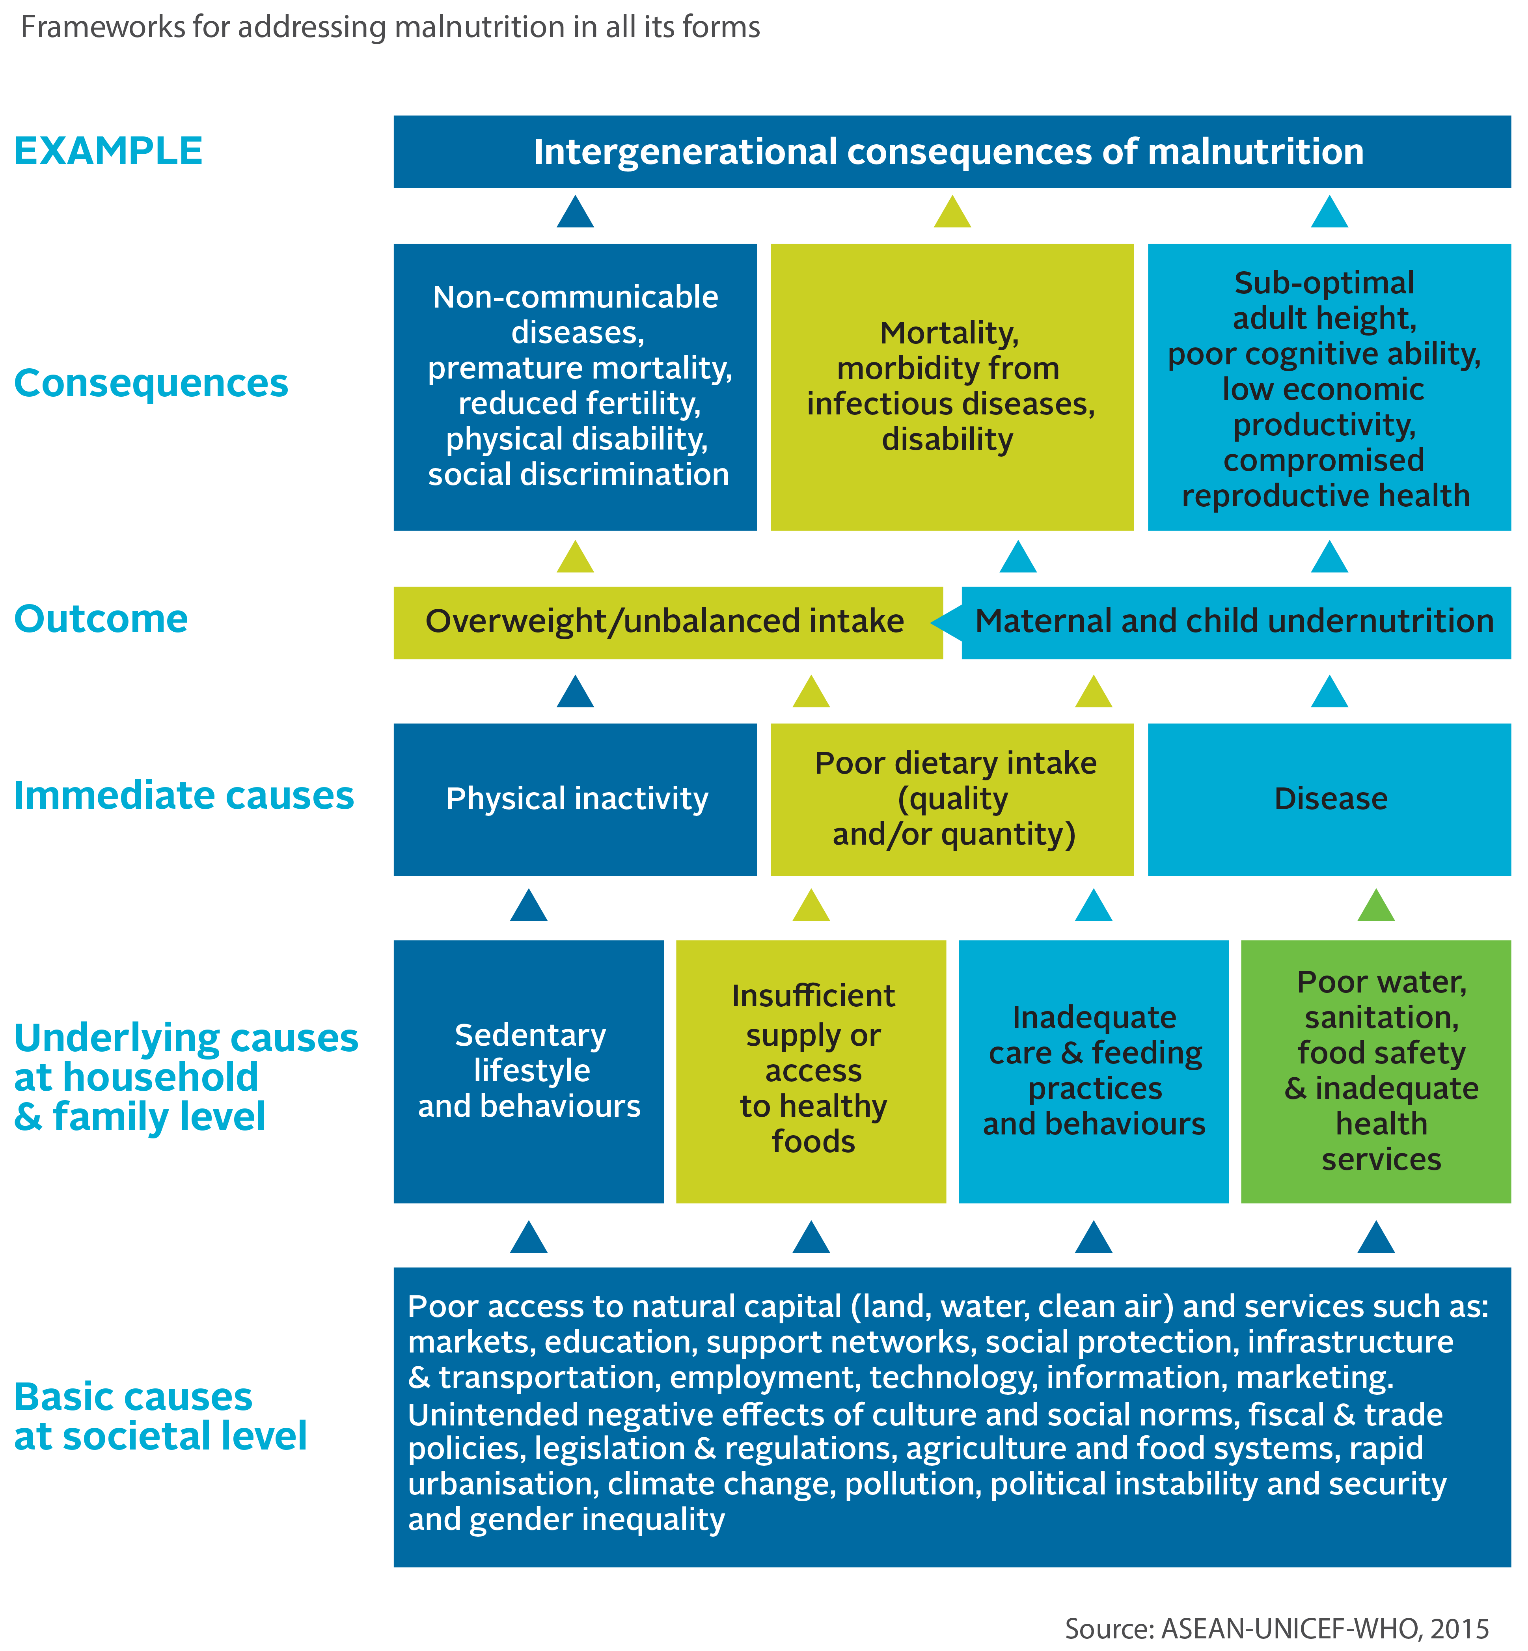 Frameworks for addressing malnutrition in all its forms
EXAMPLE
Intergenerational consequences of malnutrition
Consequences
Non-communicable
diseases,
premature mortality,
reduced fertility,
physical disability,
social discrimination
Mortality,
morbidity from
infectious diseases,
disability
Sub-optimal
adult height,
poor cognitive ability,
low economic
productivity,
compromised
reproductive health
Outcome
Overweight/unbalanced intake
Maternal and child undernutrition
Immediate causes
Physical inactivity
Poor dietary intake
(quality
and/or quantity)
Disease
Underlying causes
at household
& family level
Sedentary
lifestyle
and behaviours
Insufficient
supply or
access
to healthy
foods
Inadequate
care & feeding
practices
and behaviours
Poor water,
sanitation,
food safety
& inadequate
health
services
Basic causes
at societal level
Poor access to natural capital (land, water, clean air) and services such as:
markets, education, support networks, social protection, infrastructure
& transportation, employment, technology, information, marketing.
Unintended negative effects of culture and social norms, fiscal & trade
policies, legislation & regulations, agriculture and food systems, rapid
urbanisation, climate change, pollution, political instability and security
and gender inequality
Source: ASEAN-UNICEF-WHO, 2015